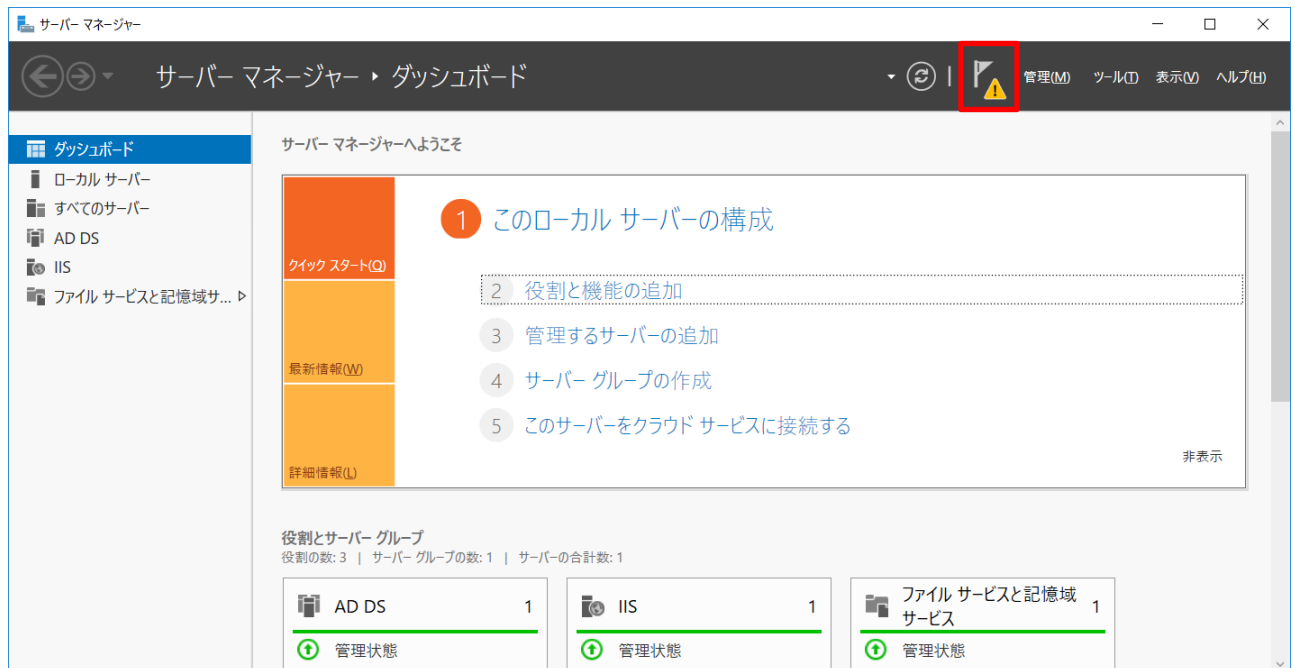 サーバー マネージャー
サーバー マネージャー ‣ ダッシュボード
管理(M) ツール(T) 表示(V) ヘルプ(H)
ダッシュボード
ローカル サーバー
すべてのサーバー
AD DS
IIS
ファイル サービスと記憶域サ...
サーバー マネージャーへようこそ
クイック スタート(Q)
最新情報(W)
詳細情報(L)
1 このローカル サーバーの構成
2 役割と機能の追加
3 管理するサーバーの追加
4 サーバー グループの作成
5 このサーバーをクラウド サービスに接続する
非表示
役割とサーバー グループ
役割の数: 3 | サーバー グループの数: 1 | サーバーの合計数: 1
AD DS 1
管理状態
IIS 1
管理状態
ファイル サービスと記憶域
サービス 1
管理状態